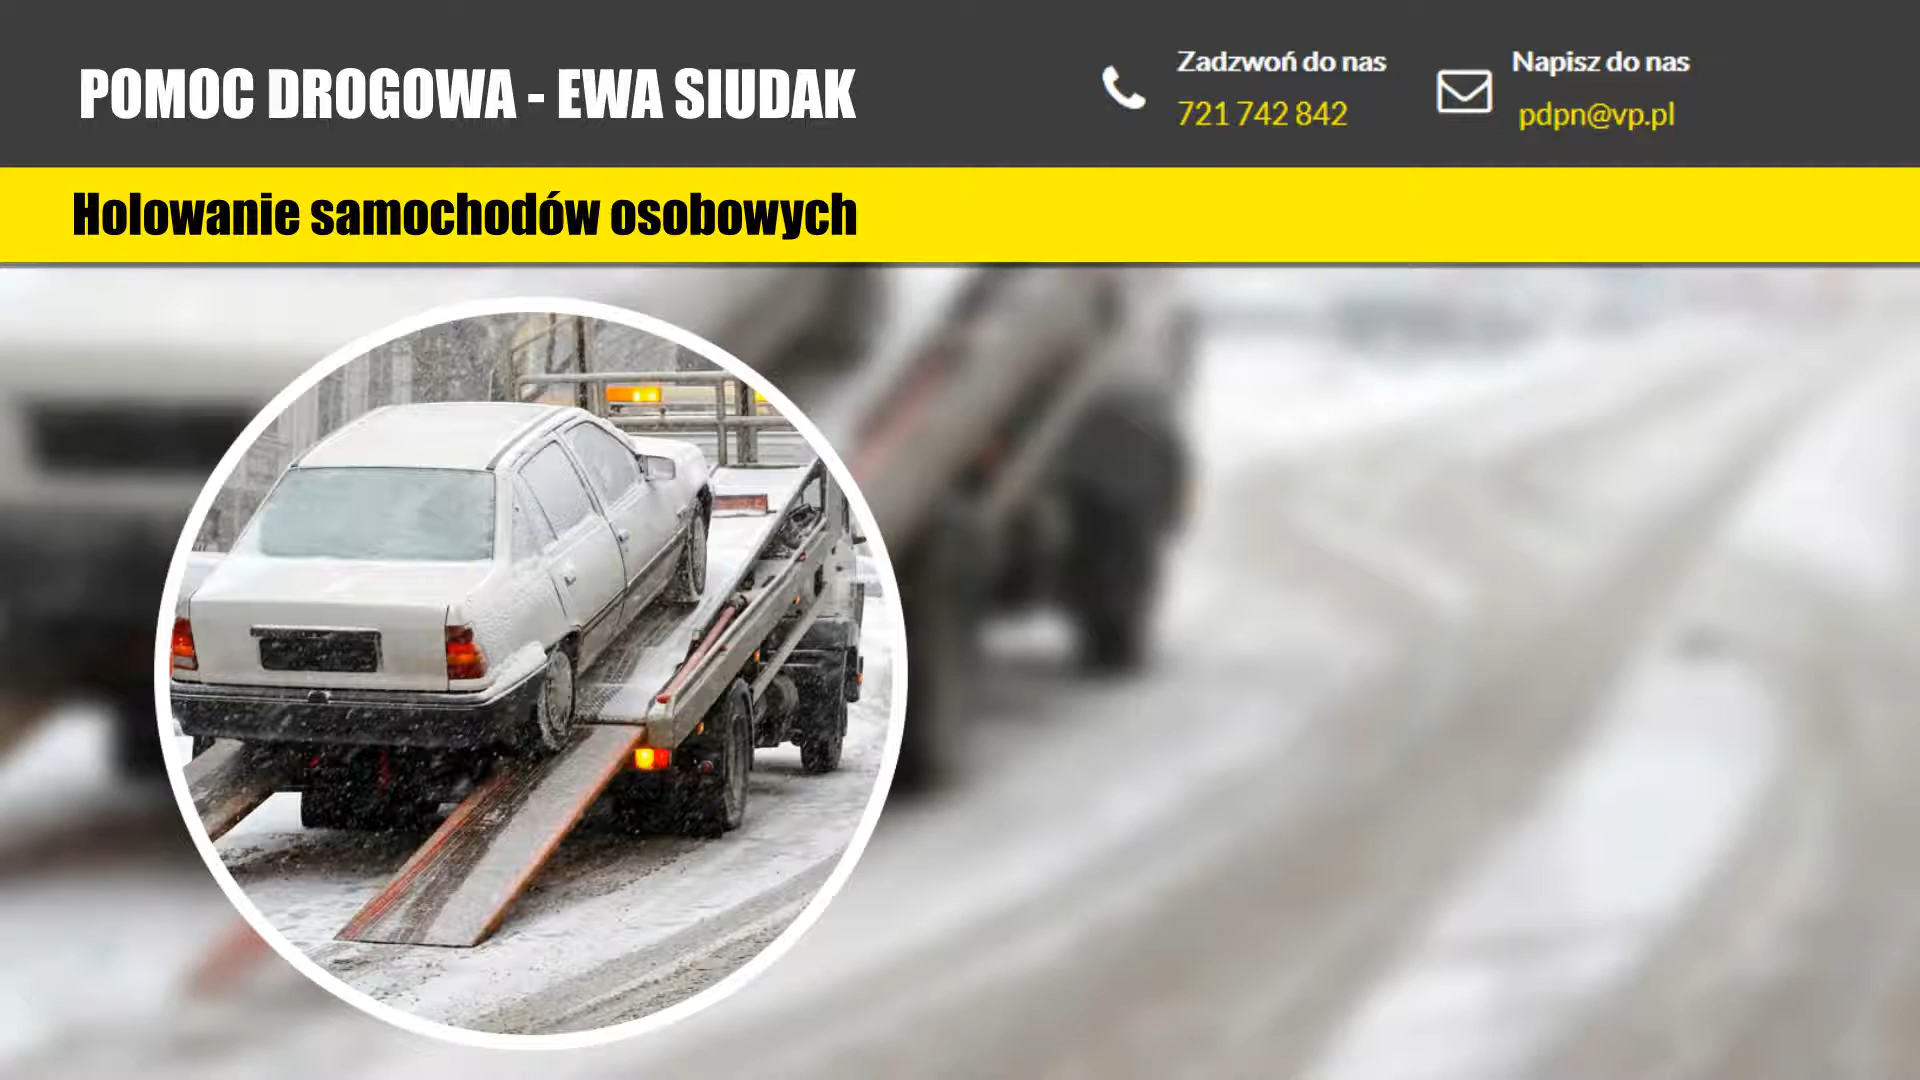 POMOC DROGOWA - EWA SIUDAK
Zadzwoń do nas
721 742 842
Napisz do nas
pdpn@vp.pl
Holowanie samochodów osobowych